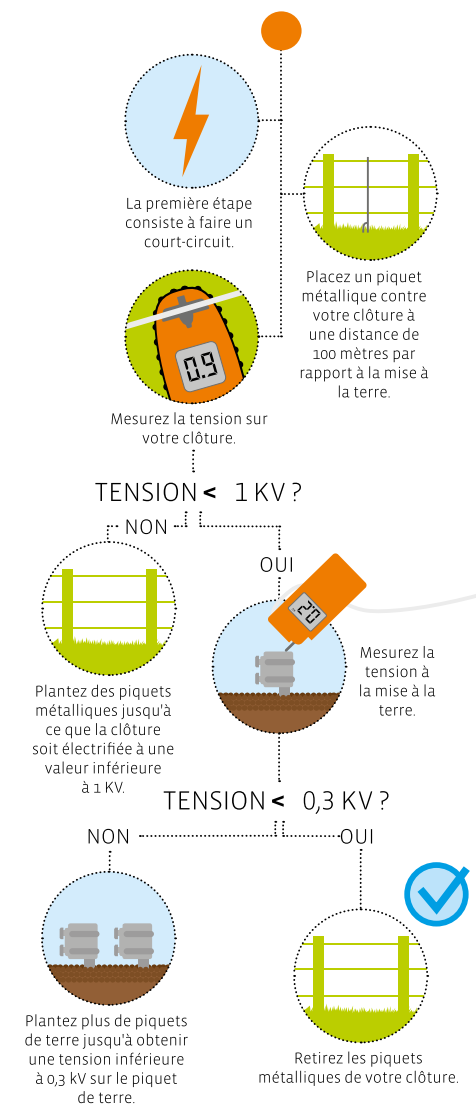 La première étape
consiste à faire un
court-circuit.
Placez un piquet
métallique contre
votre clôture à
une distance de
100 mètres par
rapport à la mise à
la terre.
0.9
Mesurez la tension sur
votre clôture.
TENSION < 1 KV ?
NON
OUI
Plantez des piquets
métalliques jusqu'à
ce que la clôture
soit électrifiée à une
valeur inférieure
à 1 KV.
Mesurez la
tension à
la mise à la
terre.
TENSION < 0,3 KV ?
NON
OUI
Plantez plus de piquets
de terre jusqu'à obtenir
une tension inférieure
à 0,3 kV sur le piquet
de terre.
Retirez les piquets
métalliques de votre clôture.